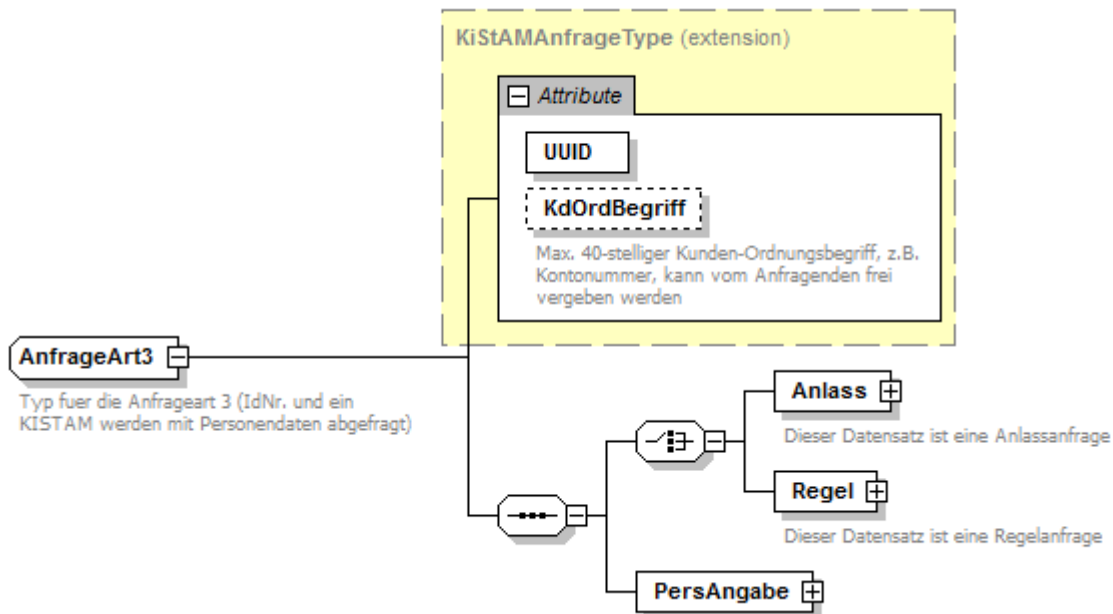 KiStAMAnfrageType (extension)
Attribute
UUID
KdOrdBegriff
Max. 40-stelliger Kunden-Ordnungsbegriff, z.B.
Kontonummer, kann vom Anfragenden frei
vergeben werden
AnfrageArt3
Typ fuer die Anfrageart 3 (IdNr. und ein
KISTAM werden mit Personendaten abgefragt)
Anlass
Dieser Datensatz ist eine Anlassanfrage
Regel
Dieser Datensatz ist eine Regelanfrage
PersAngabe